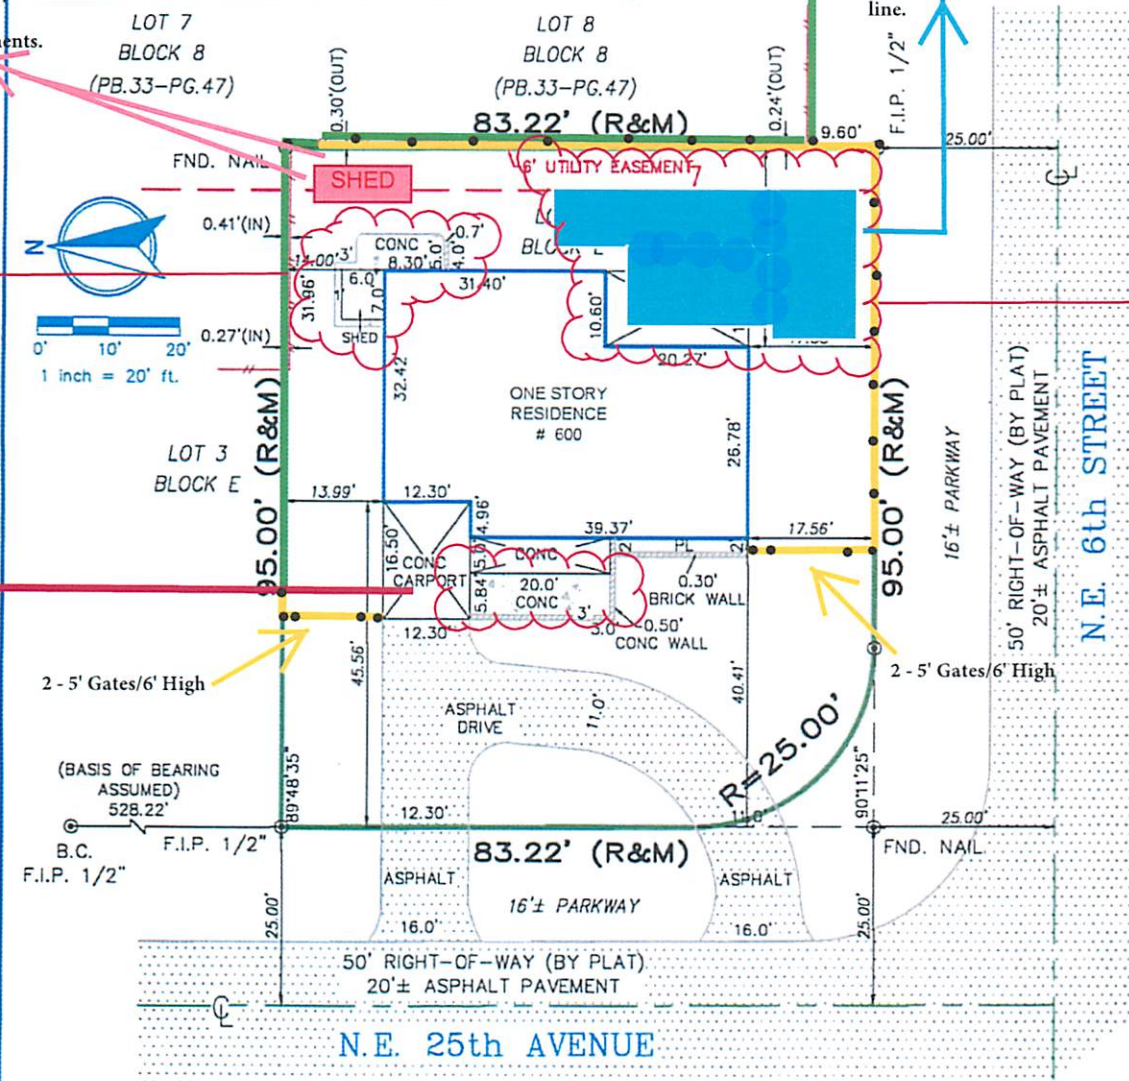 LOT 7
BLOCK 8
(PB.33-PG.47)
ents.
LOT 8
BLOCK 8
(PB.33-PG.47)
line.
0.30'(OUT)
0.24'(OUT)
F.I.P. 1/2"
83.22' (R&M)
9.60'
25.00'
FND. NAIL
6' UTILITY EASEMENT
SHED
0.41'(IN)
N
CONC
0.7'
5.0'
4.0'
8.30'
14.00'
3'
6.0'
7.0'
31.40'
31.96'
SHED
0.27'(IN)
0' 10' 20'
1 inch = 20' ft.
10.60'
20.27'
32.42'
ONE STORY
RESIDENCE
# 600
26.78'
LOT 3
BLOCK E
95.00' (R&M)
95.00' (R&M)
16'± PARKWAY
50' RIGHT-OF-WAY (BY PLAT)
20'± ASPHALT PAVEMENT
N.E. 6th STREET
13.99'
12.30'
4.96'
39.37'
17.56'
16.50'
CONC
CARPORT
CONC
5.0'
2'
PL
2'
20.0'
CONC
5.84'
3'
3.0'
0.30'
BRICK WALL
0.50'
CONC WALL
12.30'
45.56'
40.41'
2 - 5' Gates/6' High
2 - 5' Gates/6' High
ASPHALT
DRIVE
11.0'
R=25.00'
(BASIS OF BEARING
ASSUMED)
528.22'
89°48'35"
90°11'25"
12.30'
25.00'
B.C.
F.I.P. 1/2"
F.I.P. 1/2"
83.22' (R&M)
FND. NAIL
ASPHALT
ASPHALT
16'± PARKWAY
25.00'
16.0'
16.0'
25.00'
50' RIGHT-OF-WAY (BY PLAT)
20'± ASPHALT PAVEMENT
N.E. 25th AVENUE